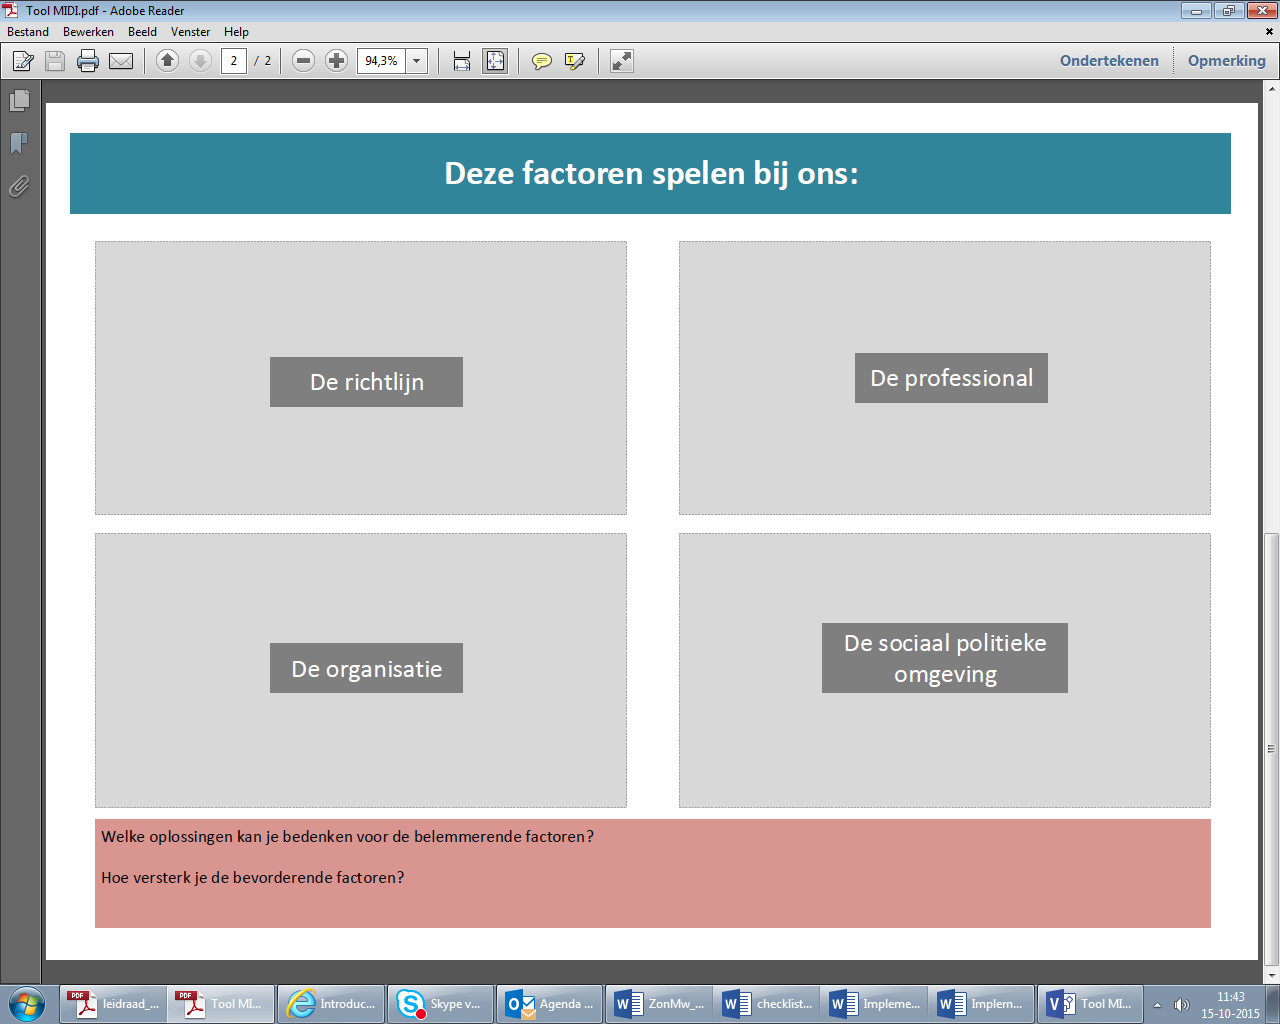 Tool MIDI.pdf - Adobe Reader
Bestand Bewerken Beeld Venster Help
2 / 2 94,3% Ondertekenen Opmerking
Deze factoren spelen bij ons:
De richtlijn
De professional
De organisatie
De sociaal politieke
omgeving
Welke oplossingen kan je bedenken voor de belemmerende factoren?
Hoe versterk je de bevorderende factoren?
leidraad_... Tool MI... Introduc... Skype v... Agenda ... ZonMw_... checklist... Impleme... Implem... Tool MI...
11:43
15-10-2015